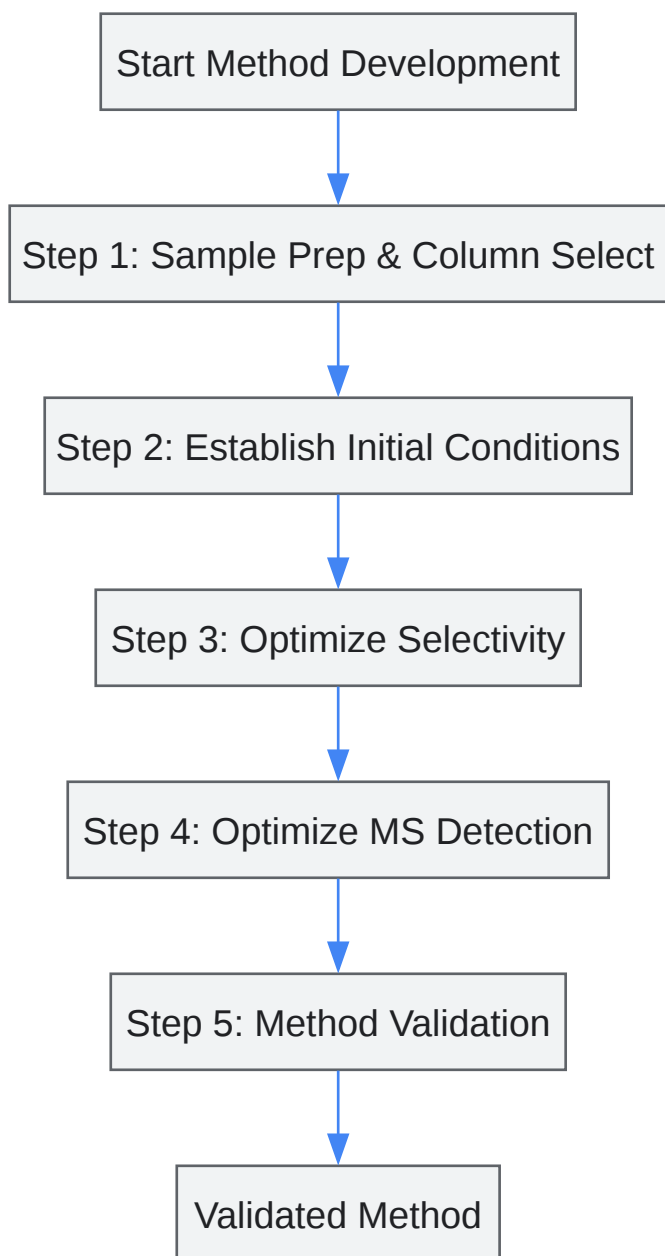 Start Method Development
Step 1: Sample Prep & Column Select
Step 2: Establish Initial Conditions
Step 3: Optimize Selectivity
Step 4: Optimize MS Detection
Step 5: Method Validation
Validated Method